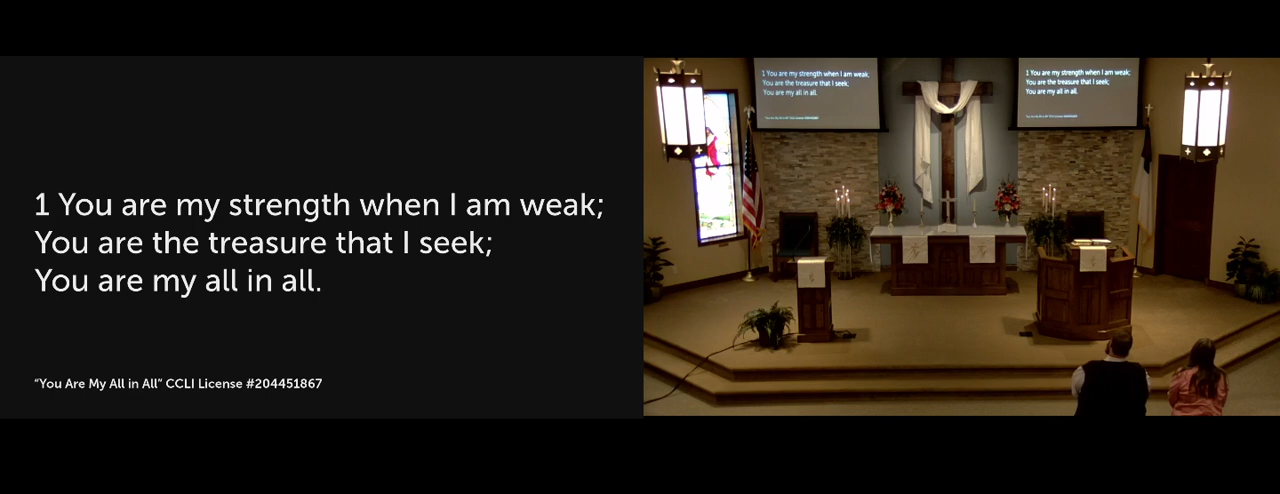 1 You are my strength when I am weak;
You are the treasure that I seek;
You are my all in all.
“You Are My All in All” CCLI License #204451867
1 You are my strength when I am weak;
You are the treasure that I seek;
You are my all in all.
1 You are my strength when I am weak;
You are the treasure that I seek;
You are my all in all.